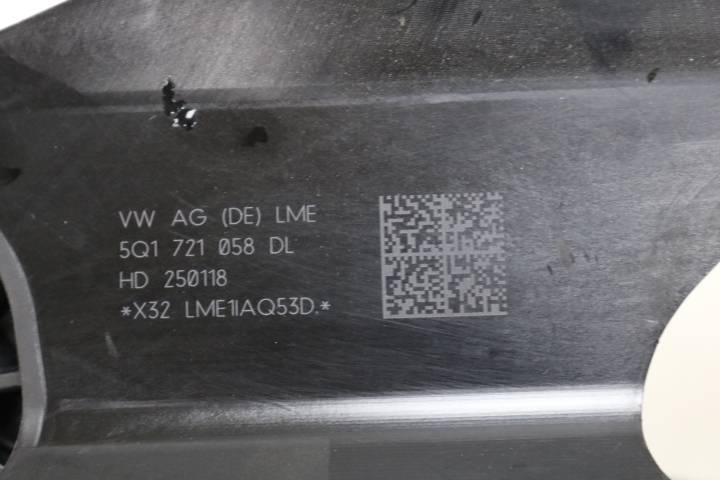 VW AG (DE) LME
5Q1 721 058 DL
HD 250118
*X32 LME1IAQ53D.*